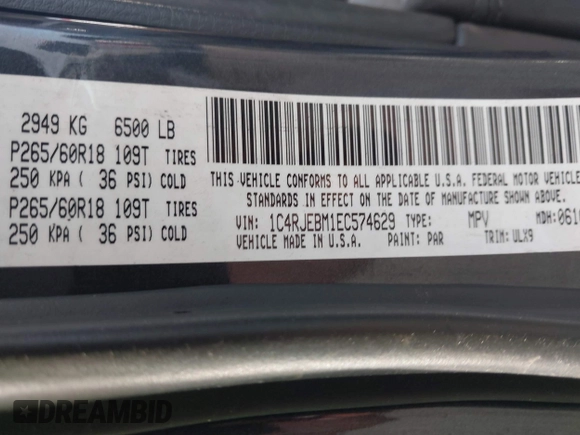 2949 KG 6500 LB
P265/60R18 109T TIRES
250 KPA ( 36 PSI) COLD
P265/60R18 109T TIRES
250 KPA ( 36 PSI) COLD
THIS VEHICLE CONFORMS TO ALL APPLICABLE U.S.A. FEDERAL MOTOR VEHICLE
STANDARDS IN EFFECT ON THE DATE OF MANUFACTURE SHOWN ABOVE.
VIN: 1C4RJEBM1EC574629 TYPE: MPV MDH:
VEHICLE MADE IN U.S.A. PAINT: PAR TRIM: ULX9
DREAMBID